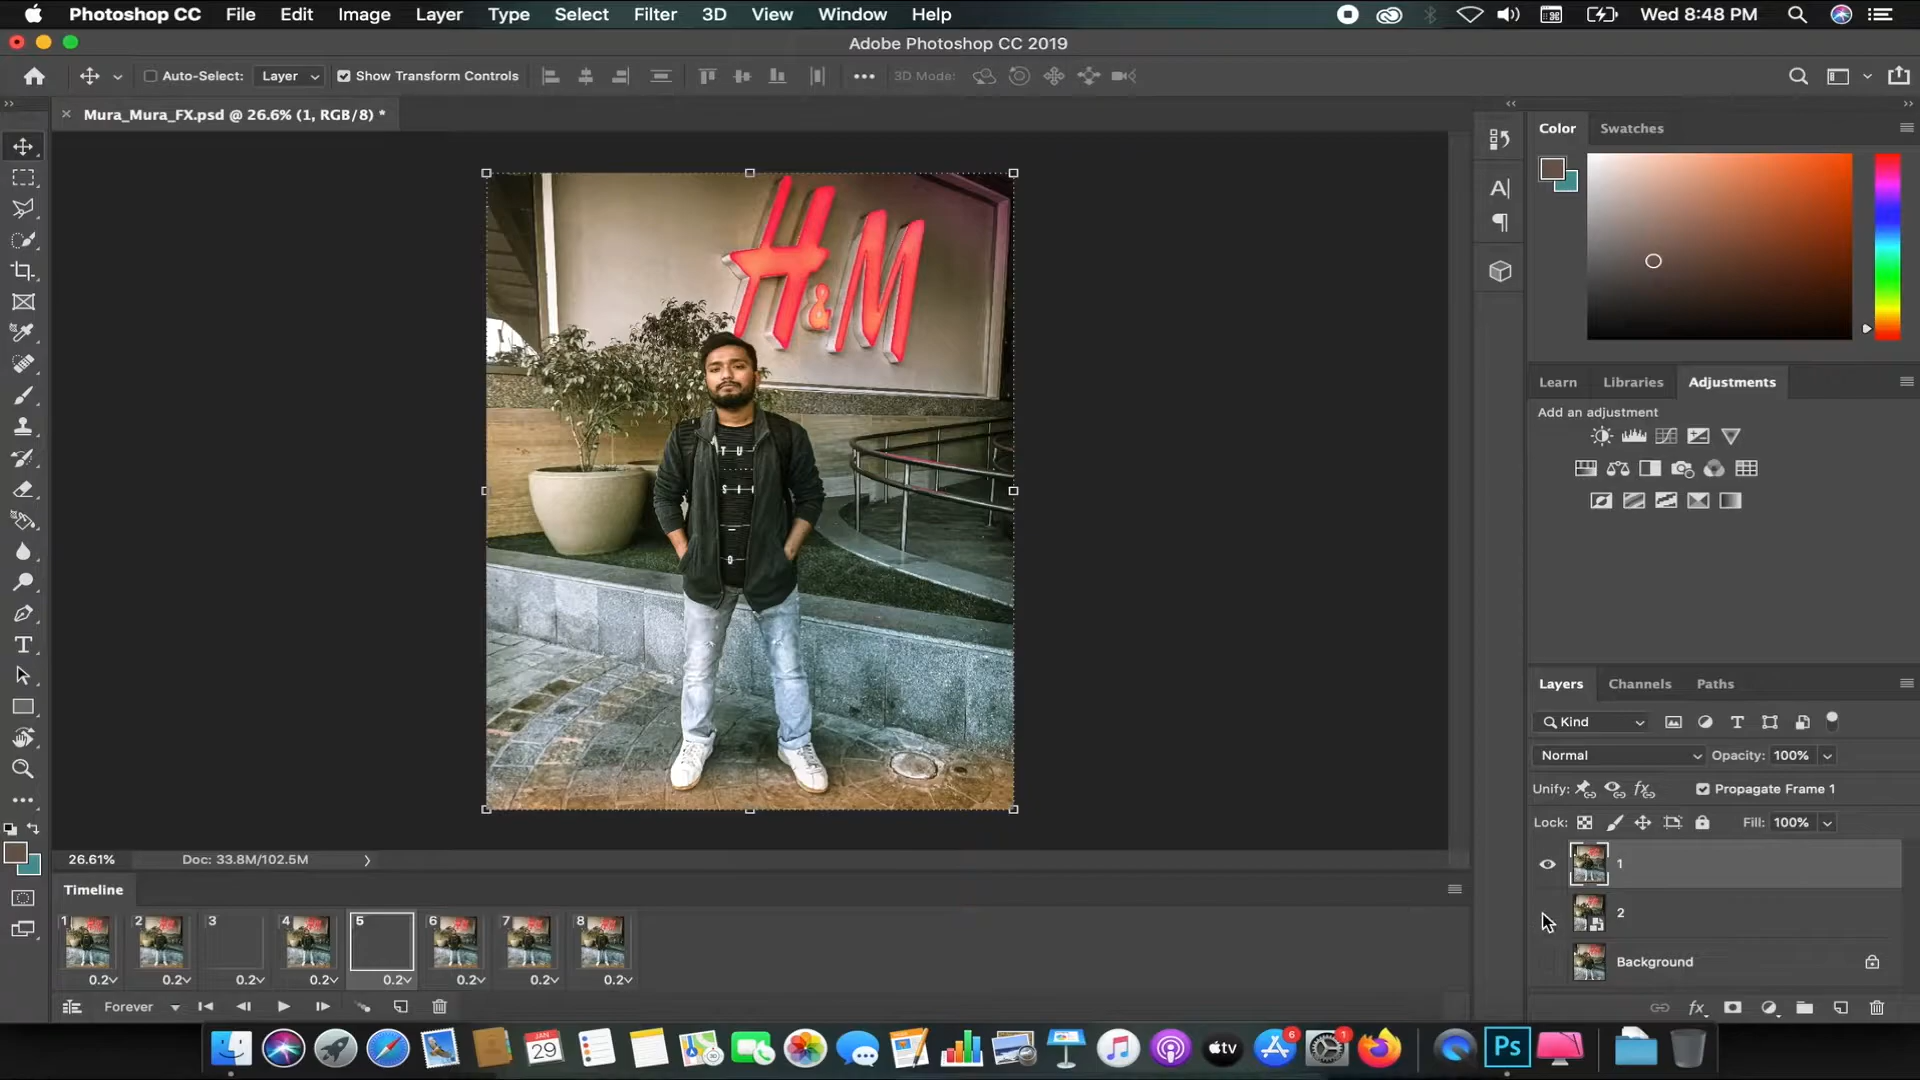 Photoshop CC File Edit Image Layer Type Select Filter 3D View Window Help Wed 8:48 PM
Adobe Photoshop CC 2019
Auto-Select: Layer Show Transform Controls 3D Mode:
Mura_Mura_FX.psd @ 26.6% (1, RGB/8) *
Color Swatches
H&M
T U
S
O
Learn Libraries Adjustments
Add an adjustment
Layers Channels Paths
Kind
Normal Opacity: 100%
Unify: Propagate Frame 1
Lock: Fill: 100%
1
2
Background
26.61% Doc: 33.8M/102.5M
Timeline
1 2 3 4 5 6 7 8
0.2 0.2 0.2 0.2 0.2 0.2 0.2 0.2
Forever
JAN
29
tv
6
1
Ps